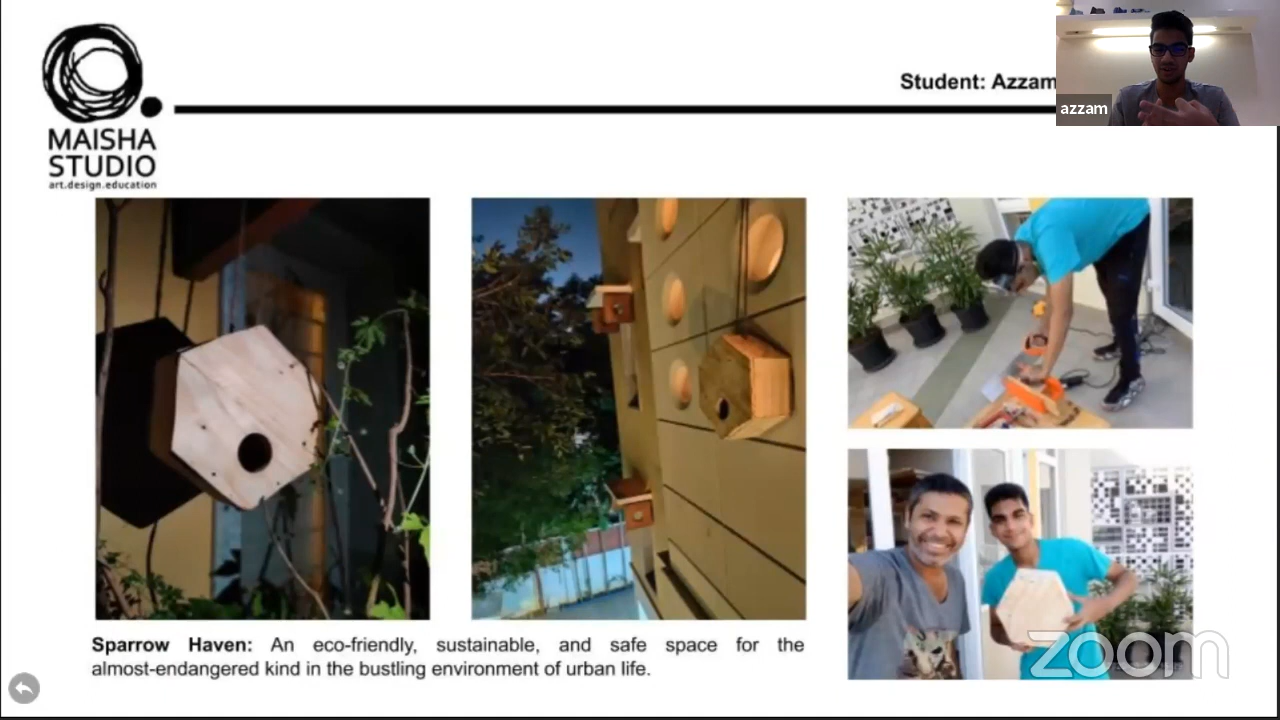 MAISHA
STUDIO
art.design.education
Student: Azzam
azzam
Sparrow Haven: An eco-friendly, sustainable, and safe space for the
almost-endangered kind in the bustling environment of urban life.
zoom